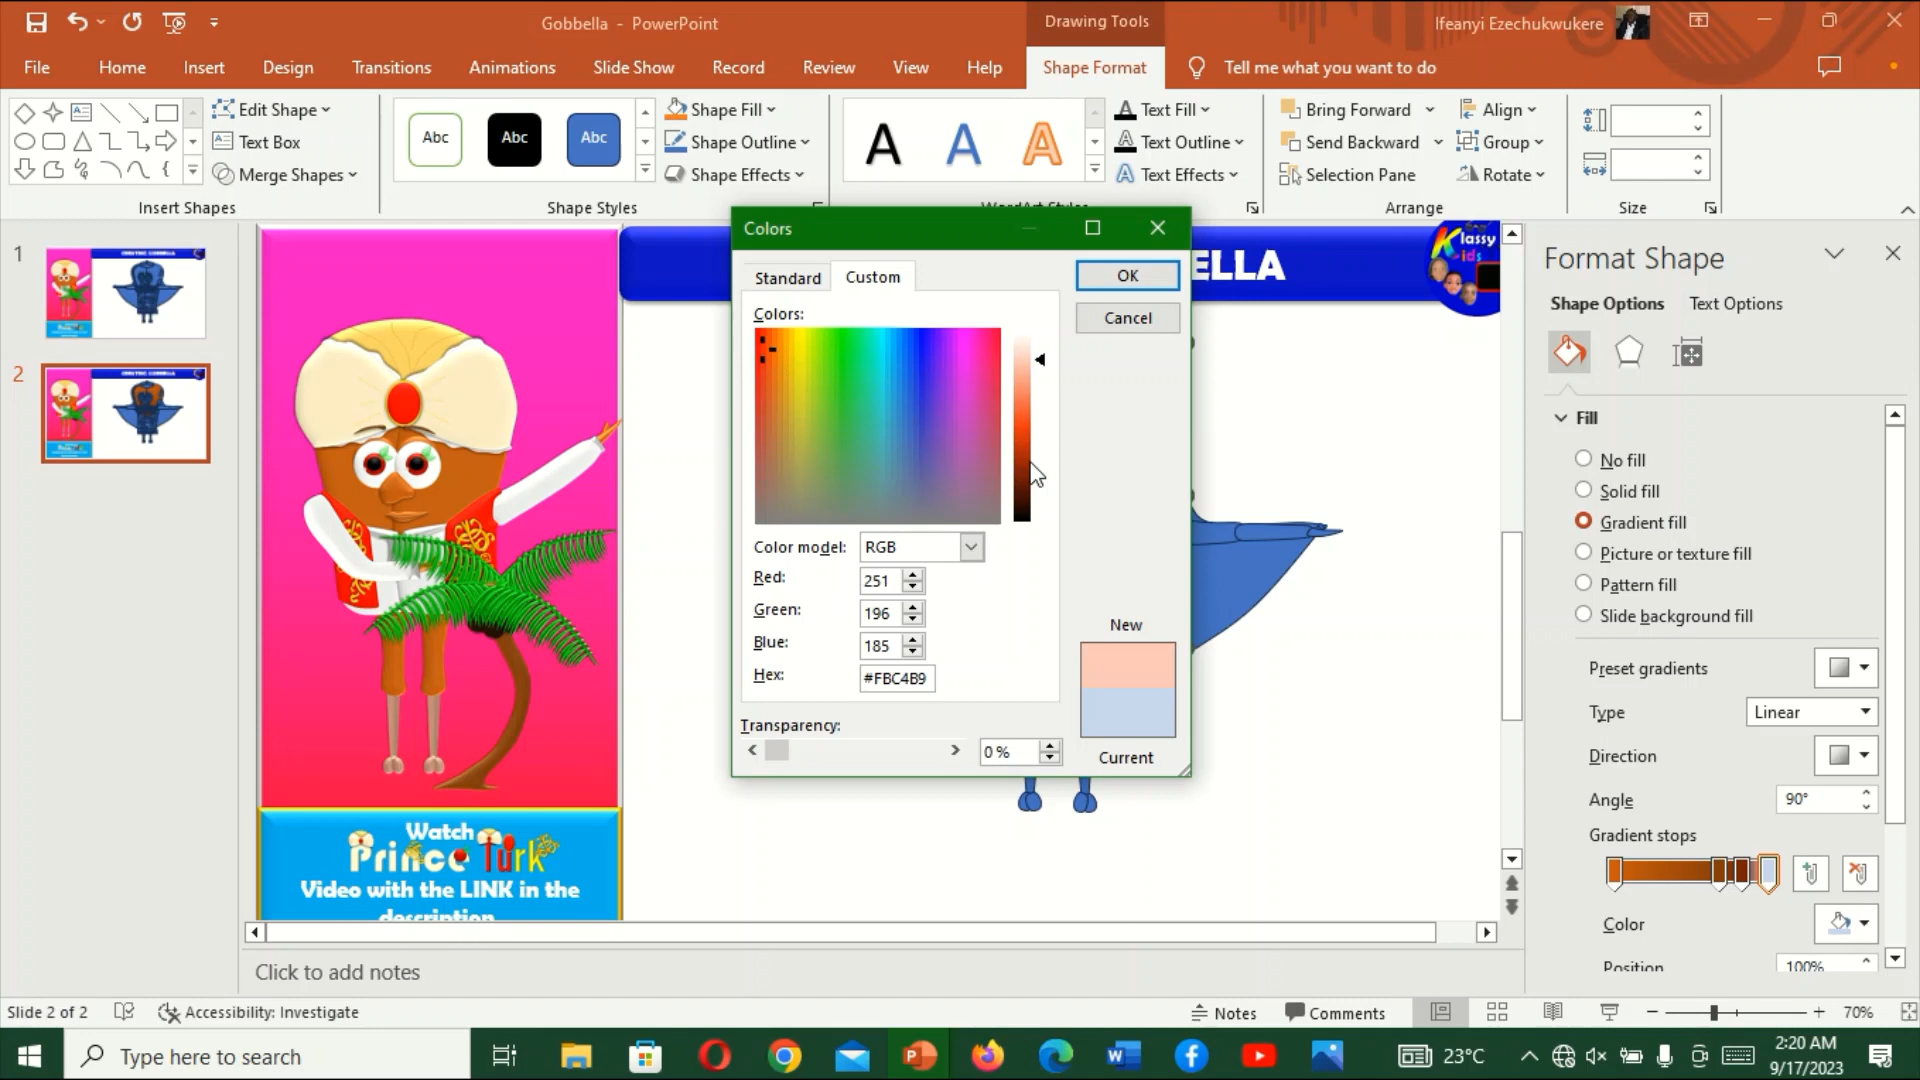 Gobbella - PowerPoint
Drawing Tools
Ifeanyi Ezechukwukere
File Home Insert Design Transitions Animations Slide Show Record Review View Help Shape Format Tell me what you want to do
Edit Shape
Text Box
Merge Shapes
Insert Shapes
Abc Abc Abc
Shape Fill
Shape Outline
Shape Effects
Shape Styles
A A A
Text Fill
Text Outline
Text Effects
WordArt Styles
Bring Forward
Send Backward
Selection Pane
Align
Group
Rotate
Arrange
Size
1
2
ELLA
Klassy
Kids
Colors
Standard Custom
OK
Cancel
Colors:
Color model: RGB
Red: 251
Green: 196
Blue: 185
Hex: #FBC4B9
Transparency:
0 %
New
Current
Watch
Prince Turk
Video with the LINK in the
description
Format Shape
Shape Options Text Options
Fill
No fill
Solid fill
Gradient fill
Picture or texture fill
Pattern fill
Slide background fill
Preset gradients
Type Linear
Direction
Angle 90°
Gradient stops
Color
Position 100%
Click to add notes
Slide 2 of 2 Accessibility: Investigate Notes Comments 70%
Type here to search
23°C
2:20 AM
9/17/2023